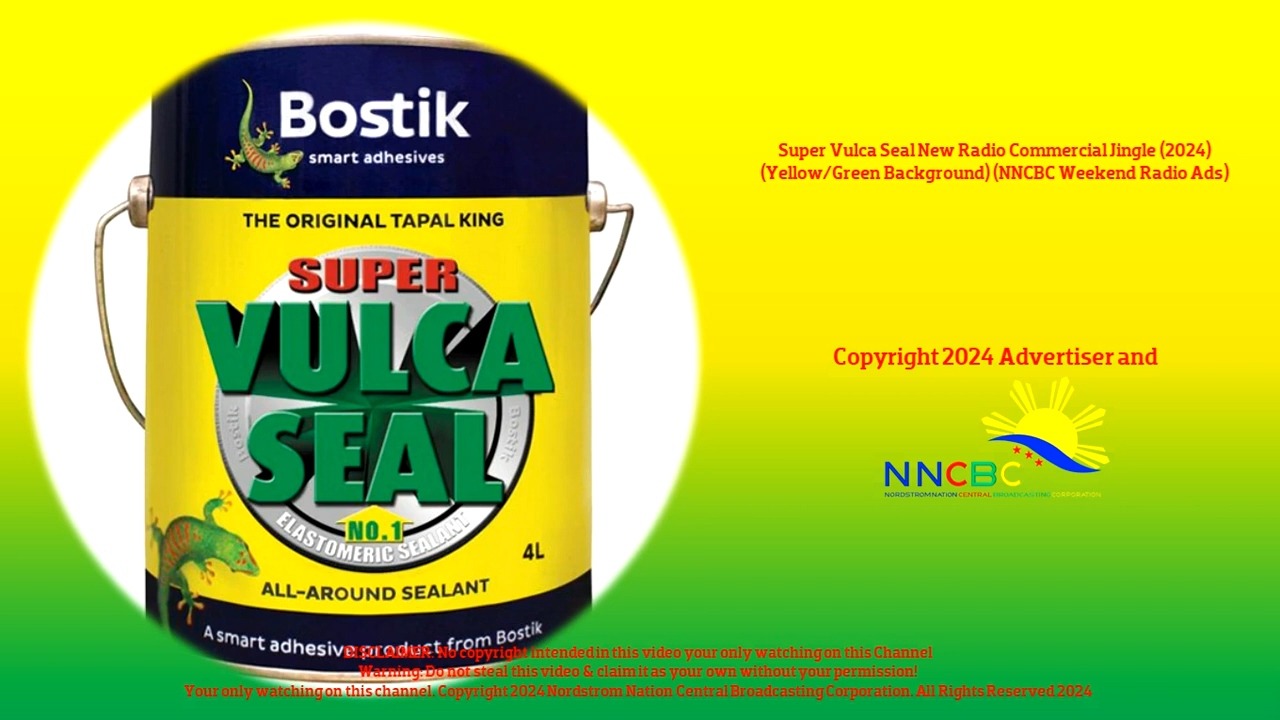 Bostik
smart adhesives
THE ORIGINAL TAPAL KING
SUPER
VULCA
SEAL
Bostik
Bostik
NO.1
ELASTOMERIC SEALANT
4L
ALL-AROUND SEALANT
A smart adhesive product from Bostik
Super Vulca Seal New Radio Commercial Jingle (2024)
(Yellow/Green Background) (NNCBC Weekend Radio Ads)
Copyright 2024 Advertiser and
NNCBC
NORDSTROM NATION CENTRAL BROADCASTING CORPORATION
DISCLAIMER: No copyright intended in this video your only watching on this Channel
Warning: Do not steal this video & claim it as your own without your permission!
Your only watching on this channel. Copyright 2024 Nordstrom Nation Central Broadcasting Corporation. All Rights Reserved 2024